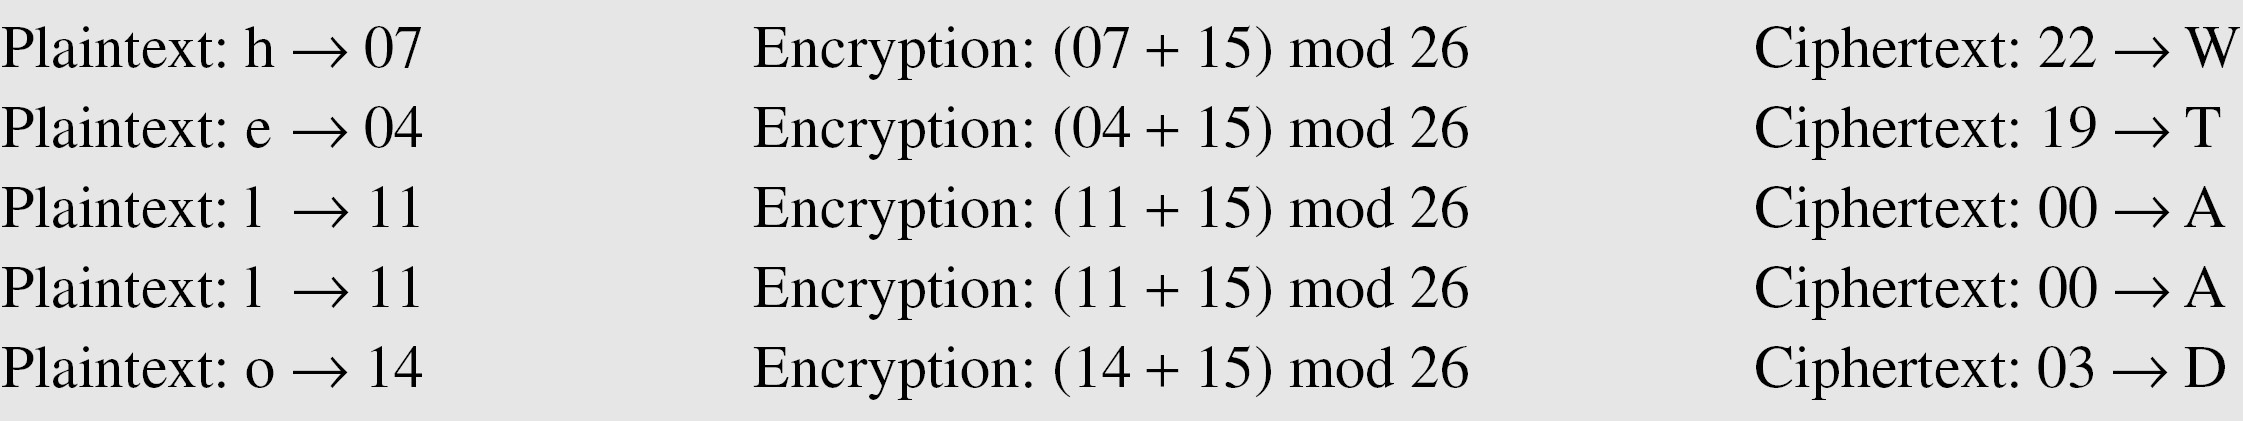 Plaintext: h → 07 Encryption: (07 + 15) mod 26 Ciphertext: 22 → W
Plaintext: e → 04 Encryption: (04 + 15) mod 26 Ciphertext: 19 → T
Plaintext: l → 11 Encryption: (11 + 15) mod 26 Ciphertext: 00 → A
Plaintext: l → 11 Encryption: (11 + 15) mod 26 Ciphertext: 00 → A
Plaintext: o → 14 Encryption: (14 + 15) mod 26 Ciphertext: 03 → D